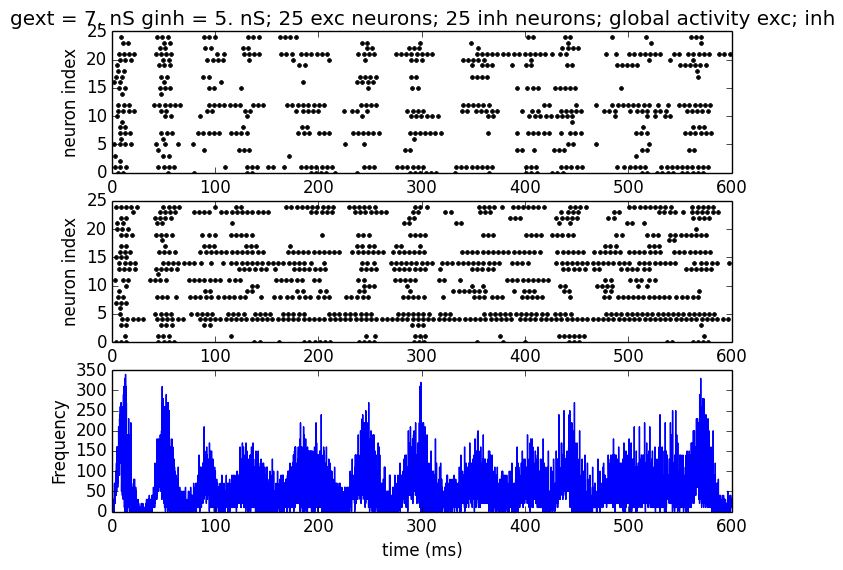 gext = 7. nS ginh = 5. nS; 25 exc neurons; 25 inh neurons; global activity exc; inh
25
20
15
10
5
0
neuron index
0 100 200 300 400 500 600
25
20
15
10
5
0
neuron index
0 100 200 300 400 500 600
350
300
250
200
150
100
50
0
Frequency
0 100 200 300 400 500 600
time (ms)